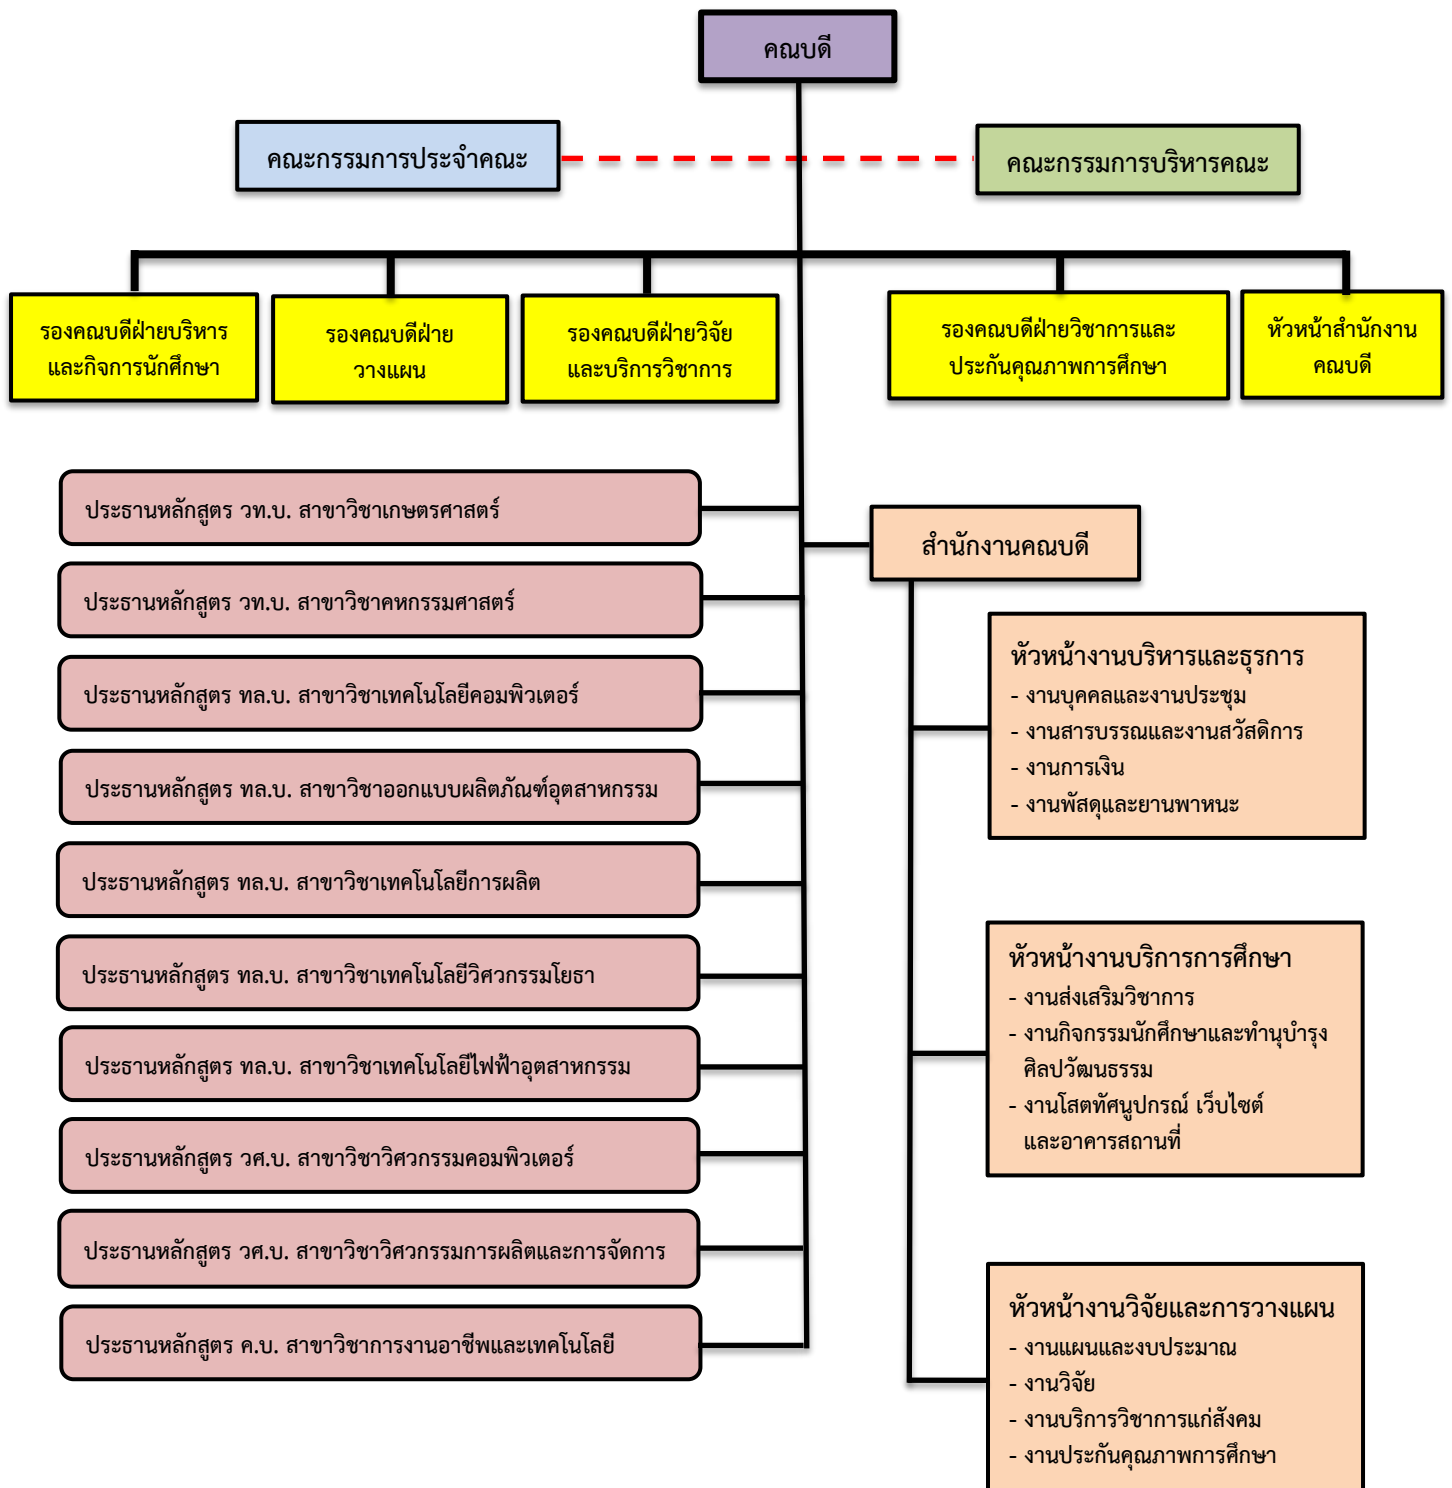 คณบดี
คณะกรรมการประจำคณะ
คณะกรรมการบริหารคณะ
รองคณบดีฝ่ายบริหาร
และกิจการนักศึกษา
รองคณบดีฝ่าย
วางแผน
รองคณบดีฝ่ายวิจัย
และบริการวิชาการ
รองคณบดีฝ่ายวิชาการและ
ประกันคุณภาพการศึกษา
หัวหน้าสำนักงาน
คณบดี
ประธานหลักสูตร วท.บ. สาขาวิชาเกษตรศาสตร์
ประธานหลักสูตร วท.บ. สาขาวิชาคหกรรมศาสตร์
ประธานหลักสูตร ทล.บ. สาขาวิชาเทคโนโลยีคอมพิวเตอร์
ประธานหลักสูตร ทล.บ. สาขาวิชาออกแบบผลิตภัณฑ์อุตสาหกรรม
ประธานหลักสูตร ทล.บ. สาขาวิชาเทคโนโลยีการผลิต
ประธานหลักสูตร ทล.บ. สาขาวิชาเทคโนโลยีวิศวกรรมโยธา
ประธานหลักสูตร ทล.บ. สาขาวิชาเทคโนโลยีไฟฟ้าอุตสาหกรรม
ประธานหลักสูตร วศ.บ. สาขาวิชาวิศวกรรมคอมพิวเตอร์
ประธานหลักสูตร วศ.บ. สาขาวิชาวิศวกรรมการผลิตและการจัดการ
ประธานหลักสูตร ค.บ. สาขาวิชาการงานอาชีพและเทคโนโลยี
สำนักงานคณบดี
หัวหน้างานบริหารและธุรการ
- งานบุคคลและงานประชุม
- งานสารบรรณและงานสวัสดิการ
- งานการเงิน
- งานพัสดุและยานพาหนะ
หัวหน้างานบริการการศึกษา
- งานส่งเสริมวิชาการ
- งานกิจกรรมนักศึกษาและทำนุบำรุง
ศิลปวัฒนธรรม
- งานโสตทัศนูปกรณ์ เว็บไซต์
และอาคารสถานที่
หัวหน้างานวิจัยและการวางแผน
- งานแผนและงบประมาณ
- งานวิจัย
- งานบริการวิชาการแก่สังคม
- งานประกันคุณภาพการศึกษา